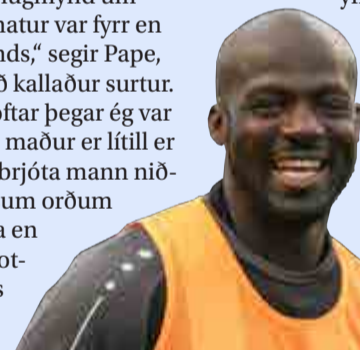 natur var fyrr en
nds,“ segir Pape,
ð kallaður surtur.
oftar þegar ég var
maður er lítill er
brjóta mann nið-
um orðum
a en
ot-
s